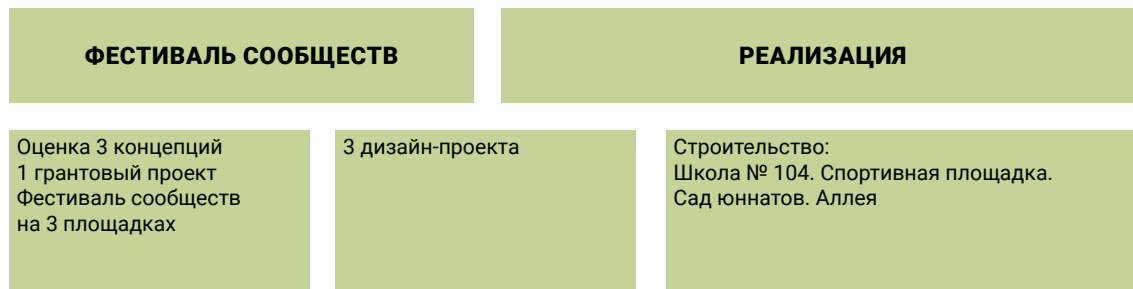 ФЕСТИВАЛЬ СООБЩЕСТВ
РЕАЛИЗАЦИЯ
Оценка 3 концепций
1 грантовый проект
Фестиваль сообществ
на 3 площадках
3 дизайн-проекта
Строительство:
Школа № 104. Спортивная площадка.
Сад юннатов. Аллея